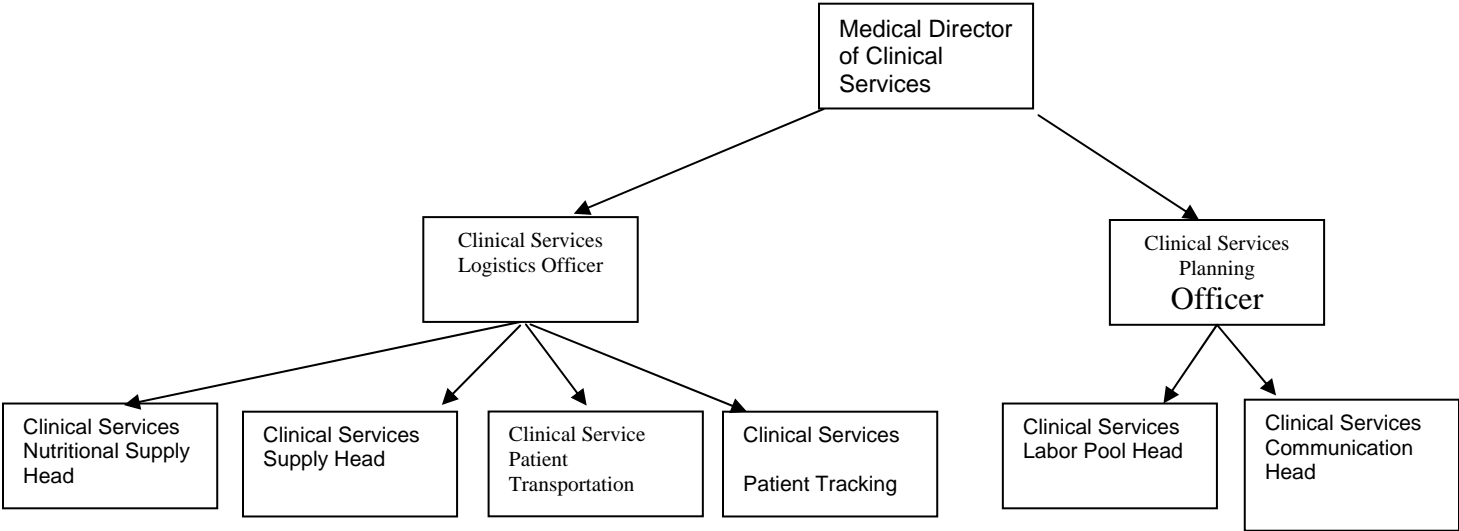 Medical Director
of Clinical
Services
Clinical Services
Logistics Officer
Clinical Services
Planning
Officer
Clinical Services
Nutritional Supply
Head
Clinical Services
Supply Head
Clinical Service
Patient
Transportation
Clinical Services
Patient Tracking
Clinical Services
Labor Pool Head
Clinical Services
Communication
Head